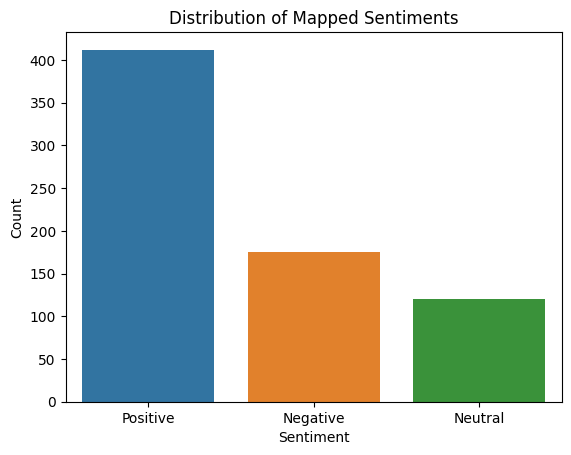 Distribution of Mapped Sentiments
400
350
300
250
200
150
100
50
0
Count
Positive
Negative
Neutral
Sentiment